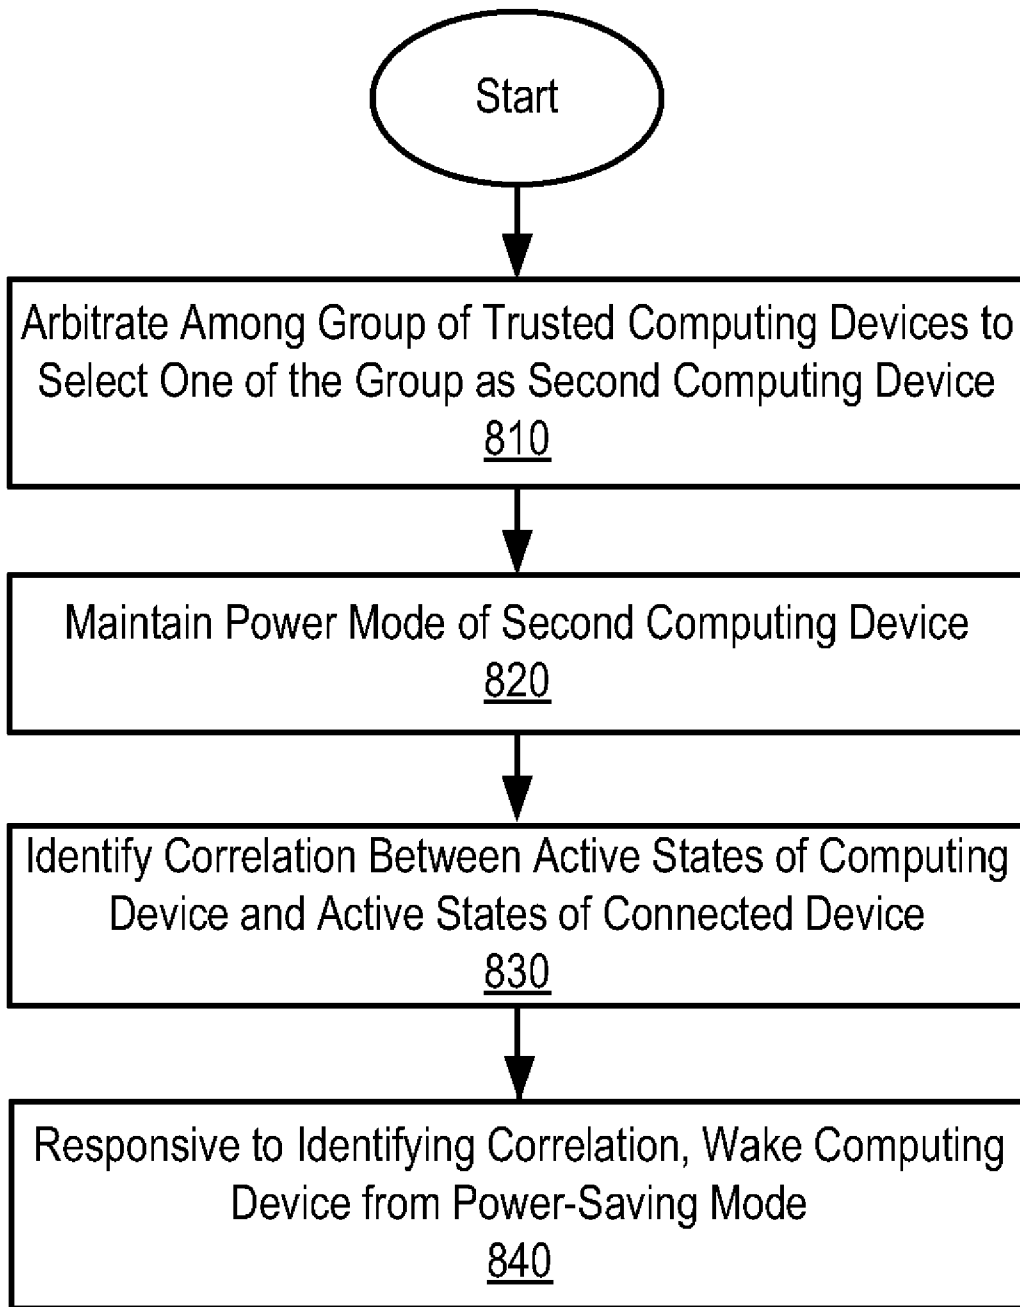 Start
Arbitrate Among Group of Trusted Computing Devices to
Select One of the Group as Second Computing Device
810
Maintain Power Mode of Second Computing Device
820
Identify Correlation Between Active States of Computing
Device and Active States of Connected Device
830
Responsive to Identifying Correlation, Wake Computing
Device from Power-Saving Mode
840